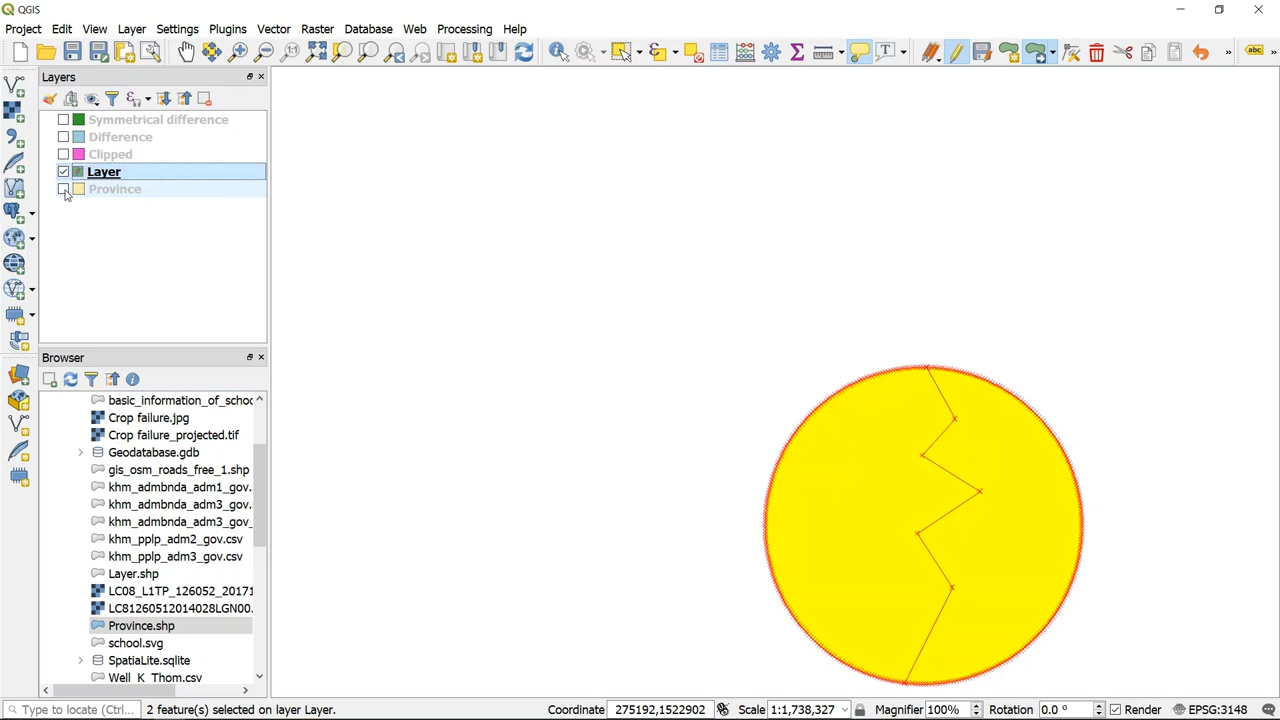 QGIS
Project Edit View Layer Settings Plugins Vector Raster Database Web Processing Help
abc
Layers
Symmetrical difference
Difference
Clipped
Layer
Province
Browser
basic_information_of_schoo
Crop failure.jpg
Crop failure_projected.tif
Geodatabase.gdb
gis_osm_roads_free_1.shp
khm_admbnda_adm1_gov.
khm_admbnda_adm3_gov.
khm_admbnda_adm3_gov_
khm_pplp_adm2_gov.csv
khm_pplp_adm3_gov.csv
Layer.shp
LC08_L1TP_126052_20171
LC81260512014028LGN00.
Province.shp
school.svg
SpatiaLite.sqlite
Well_K_Thom.csv
Type to locate (Ctrl... 2 feature(s) selected on layer Layer. Coordinate 275192,1522902 Scale 1:1,738,327 Magnifier 100% Rotation 0.0 ° Render EPSG:3148